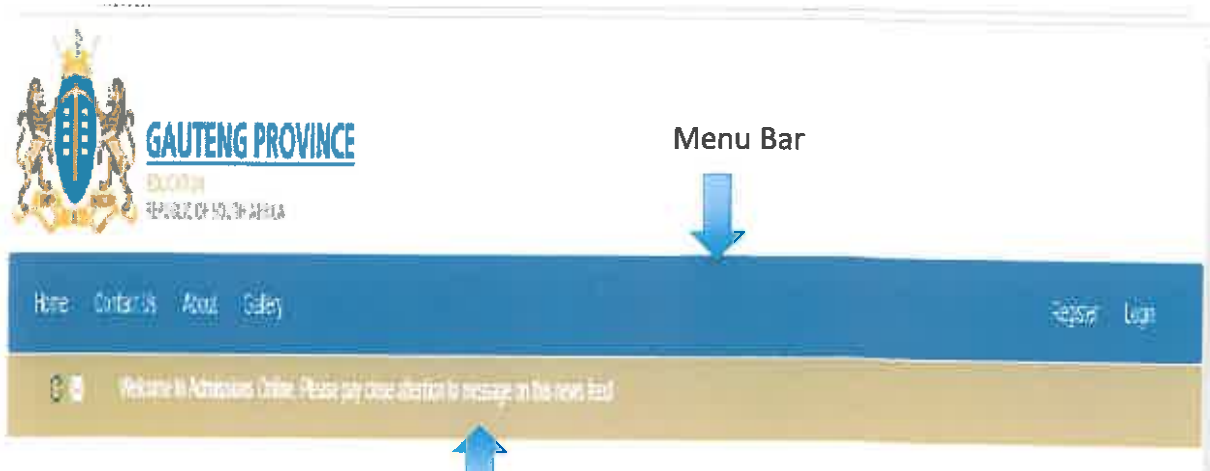 GAUTENG PROVINCE
EDUCATION
REPUBLIC OF SOUTH AFRICA
Menu Bar
Home Contact Us About Gallery
Register Login
Welcome to Admissions Online. Please pay close attention to message on this news feed